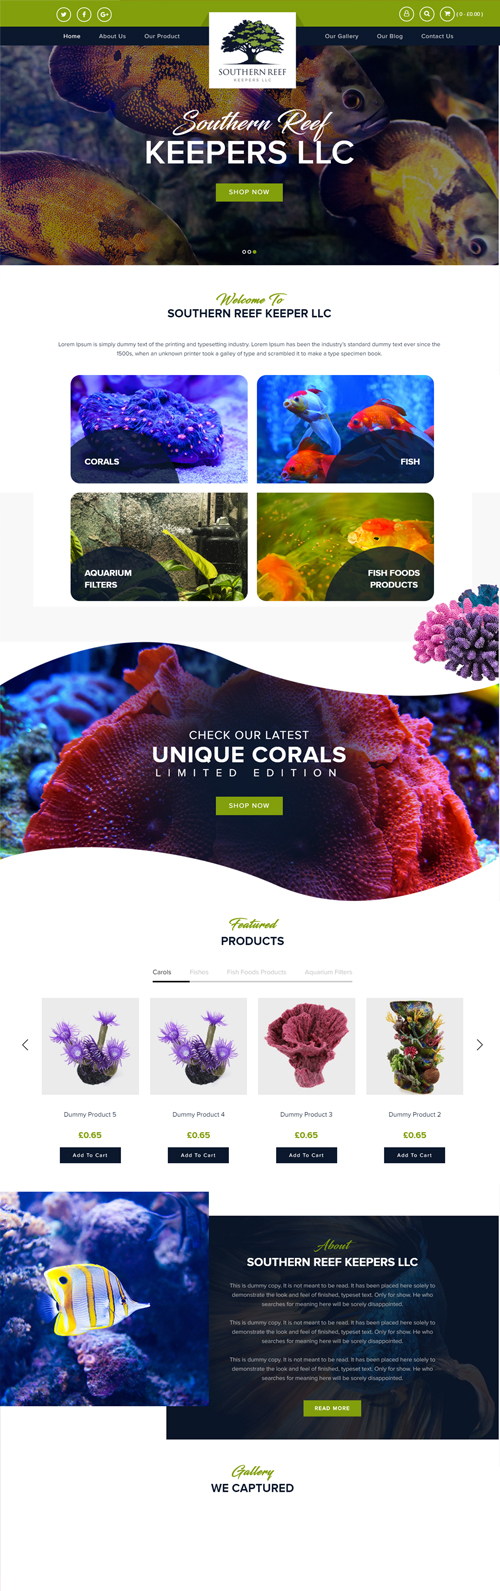 ( 0 - £0.00 )
Home
About Us
Our Product
SOUTHERN REEF
KEEPERS LLC
Our Gallery
Our Blog
Contact Us
Southern Reef
KEEPERS LLC
SHOP NOW
Welcome To
SOUTHERN REEF KEEPER LLC
Lorem Ipsum is simply dummy text of the printing and typesetting industry. Lorem Ipsum has been the industry's standard dummy text ever since the
1500s, when an unknown printer took a galley of type and scrambled it to make a type specimen book.
CORALS
FISH
AQUARIUM
FILTERS
FISH FOODS
PRODUCTS
CHECK OUR LATEST
UNIQUE CORALS
LIMITED EDITION
SHOP NOW
Featured
PRODUCTS
Carols
Fishes
Fish Foods Products
Aquarium Filters
Dummy Product 5
Dummy Product 4
Dummy Product 3
Dummy Product 2
£0.65
£0.65
£0.65
£0.65
Add To Cart
Add To Cart
Add To Cart
Add To Cart
About
SOUTHERN REEF KEEPERS LLC
This is dummy copy. It is not meant to be read. It has been placed here solely to
demonstrate the look and feel of finished, typeset text. Only for show. He who
searches for meaning here will be sorely disappointed.
This is dummy copy. It is not meant to be read. It has been placed here solely to
demonstrate the look and feel of finished, typeset text. Only for show. He who
searches for meaning here will be sorely disappointed.
This is dummy copy. It is not meant to be read. It has been placed here solely to
demonstrate the look and feel of finished, typeset text. Only for show. He who
searches for meaning here will be sorely disappointed.
READ MORE
Gallery
WE CAPTURED